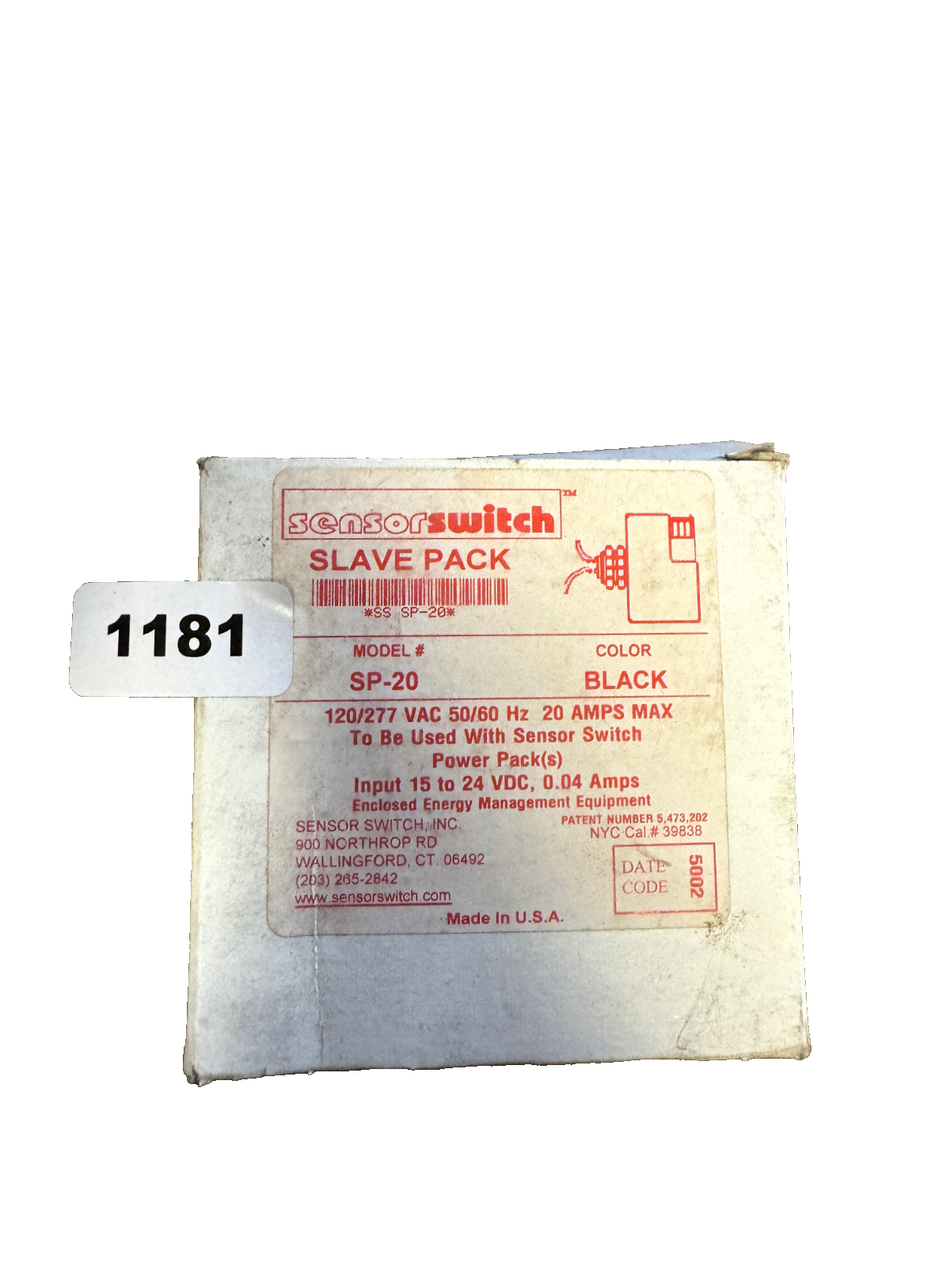 sensorswitch™
SLAVE PACK
*SS SP-20*
1181
MODEL # COLOR
SP-20 BLACK
120/277 VAC 50/60 Hz 20 AMPS MAX
To Be Used With Sensor Switch
Power Pack(s)
Input 15 to 24 VDC, 0.04 Amps
Enclosed Energy Management Equipment
SENSOR SWITCH, INC.
900 NORTHROP RD
WALLINGFORD, CT. 06492
(203) 265-2842
www.sensorswitch.com
PATENT NUMBER 5,473,202
NYC Cal.# 39838
DATE
CODE
5002
Made In U.S.A.